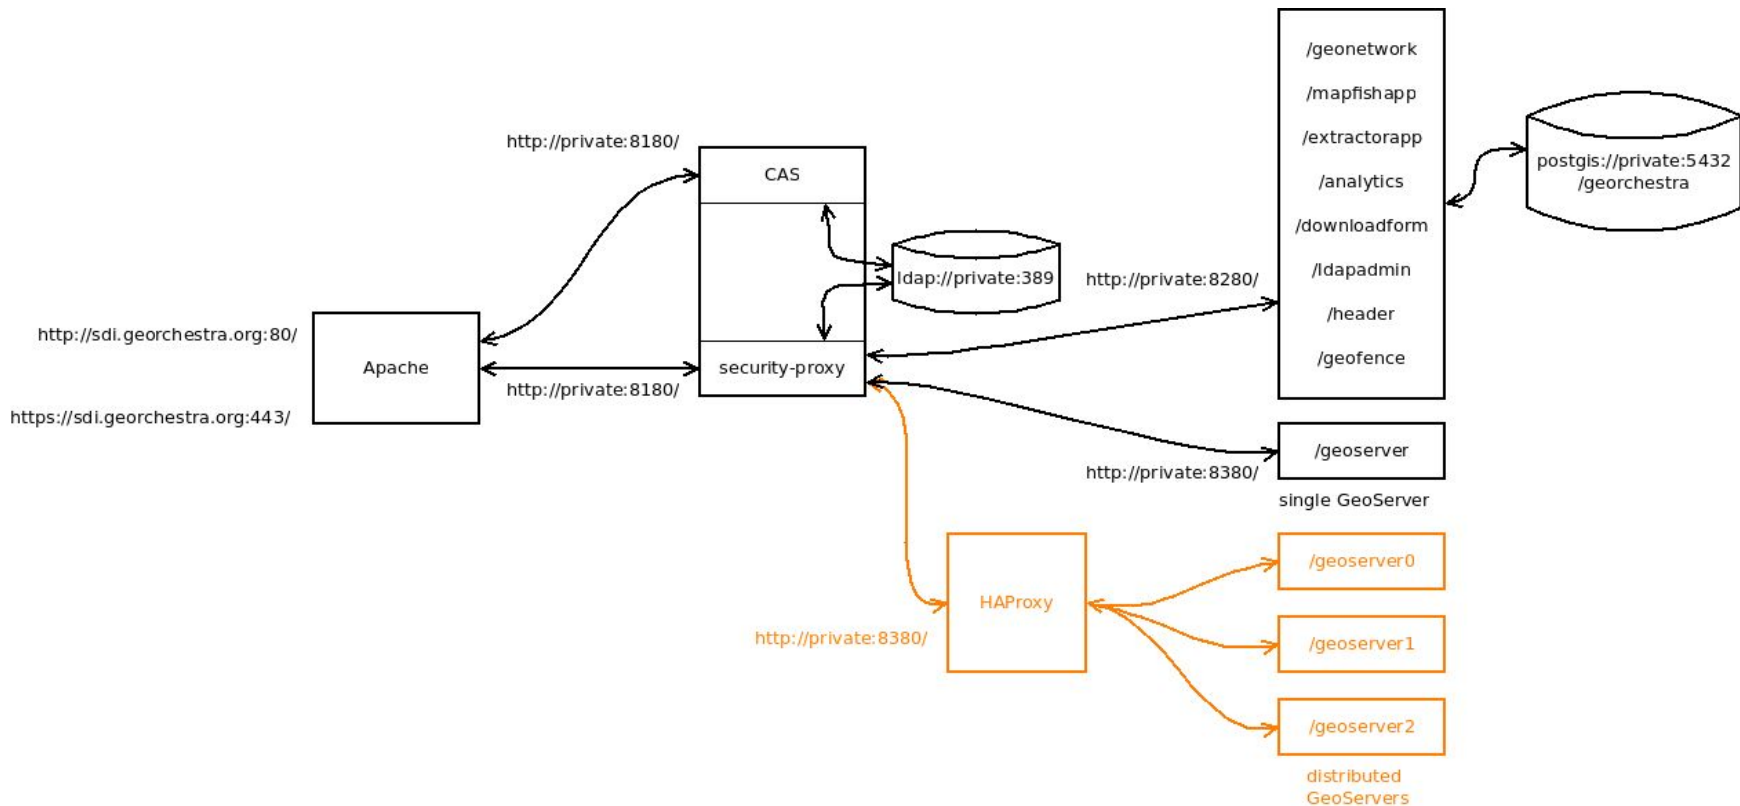 http://sdi.georchestra.org:80/
https://sdi.georchestra.org:443/
Apache
http://private:8180/
http://private:8180/
CAS
security-proxy
ldap://private:389
http://private:8280/
http://private:8380/
/geonetwork
/mapfishapp
/extractorapp
/analytics
/downloadform
/ldapadmin
/header
/geofence
postgis://private:5432
/georchestra
/geoserver
single GeoServer
http://private:8380/
HAProxy
/geoserver0
/geoserver1
/geoserver2
distributed
GeoServers